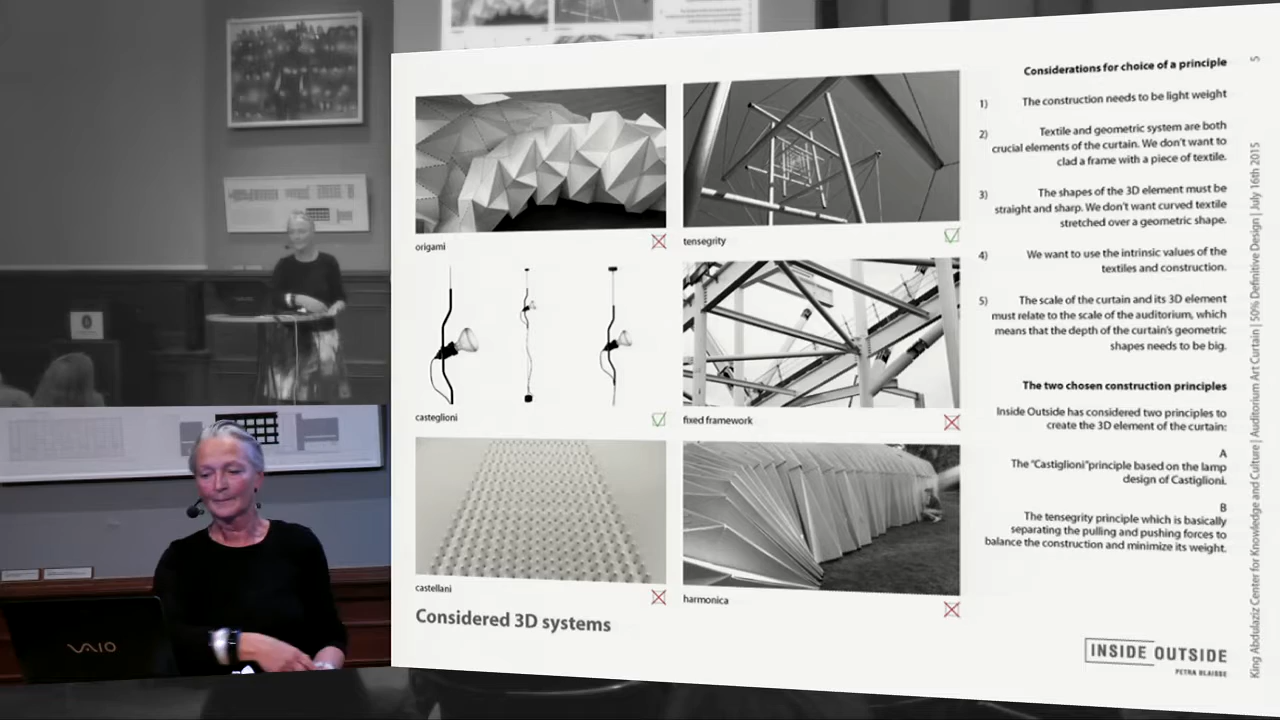 VAIO
origami
tensegrity
casteglioni
fixed framework
castellani
harmonica
Considered 3D systems
Considerations for choice of a principle
1) The construction needs to be light weight
2) Textile and geometric system are both
crucial elements of the curtain. We don't want to
clad a frame with a piece of textile.
3) The shapes of the 3D element must be
straight and sharp. We don't want curved textile
stretched over a geometric shape.
4) We want to use the intrinsic values of the
textiles and construction.
5) The scale of the curtain and its 3D element
must relate to the scale of the auditorium, which
means that the depth of the curtain's geometric
shapes needs to be big.
The two chosen construction principles
Inside Outside has considered two principles to
create the 3D element of the curtain:
A
The "Castiglioni"principle based on the lamp
design of Castiglioni.
B
The tensegrity principle which is basically
separating the pulling and pushing forces to
balance the construction and minimize its weight.
INSIDE OUTSIDE
PETRA BLAISSE
King Abdulaziz Center for Knowledge and Culture | Auditorium Art Curtain | 50% Definitive Design | July 16th 2015
5